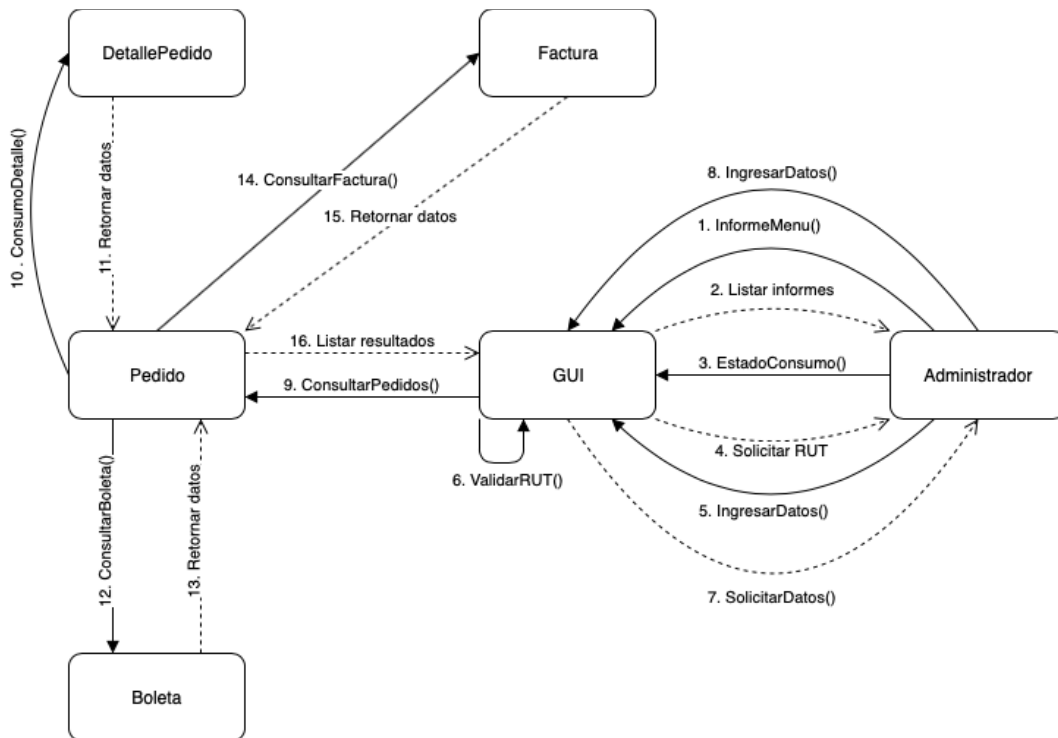 DetallePedido
Factura
10 . ConsumoDetalle()
11. Retornar datos
14. ConsultarFactura()
15. Retornar datos
8. IngresarDatos()
1. InformeMenu()
2. Listar informes
16. Listar resultados
Pedido
GUI
3. EstadoConsumo()
Administrador
9. ConsultarPedidos()
4. Solicitar RUT
6. ValidarRUT()
5. IngresarDatos()
12. ConsultarBoleta()
13. Retornar datos
7. SolicitarDatos()
Boleta